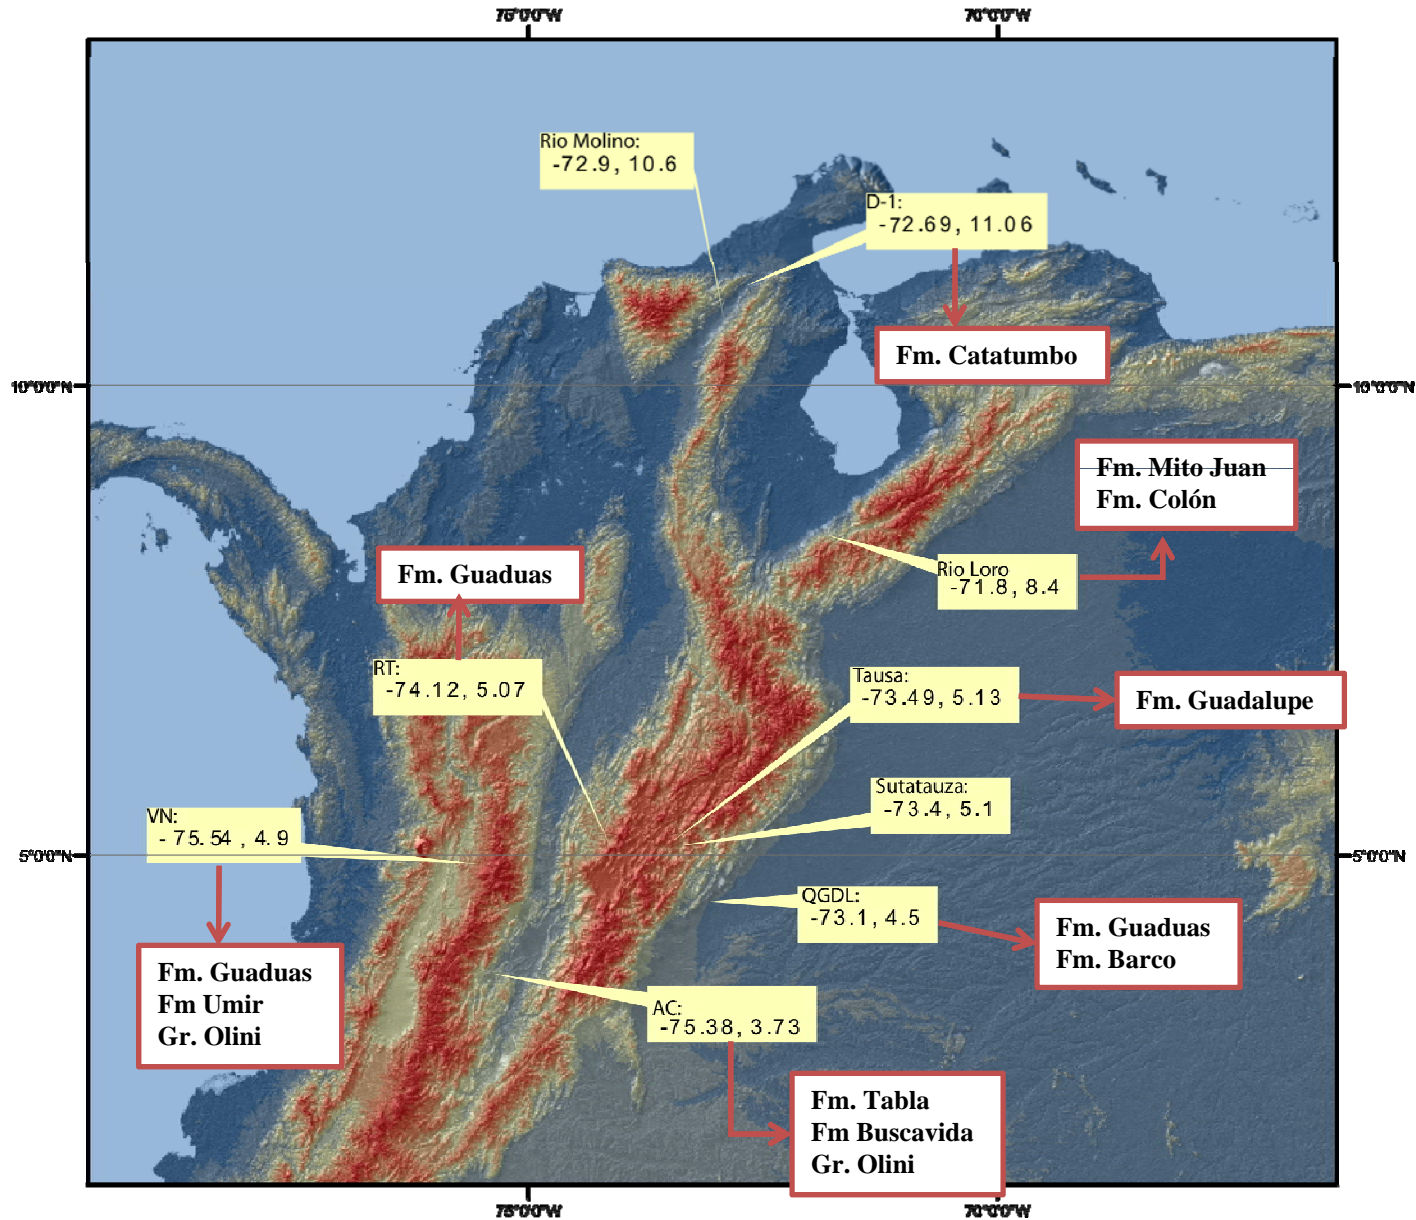 75°0'0"W
70°0'0"W
Rio Molino:
-72.9, 10.6
D-1:
-72.69, 11.06
Fm. Catatumbo
10°0'0"N
10°0'0"N
Fm. Mito Juan
Fm. Colón
Fm. Guaduas
Rio Loro
-71.8, 8.4
RT:
-74.12, 5.07
Tausa:
-73.49, 5.13
Fm. Guadalupe
Sutatauza:
-73.4, 5.1
VN:
- 75.54 , 4.9
5°0'0"N
5°0'0"N
QGDL:
-73.1, 4.5
Fm. Guaduas
Fm. Barco
Fm. Guaduas
Fm Umir
Gr. Olini
AC:
-75.38, 3.73
Fm. Tabla
Fm Buscavida
Gr. Olini
75°0'0"W
70°0'0"W